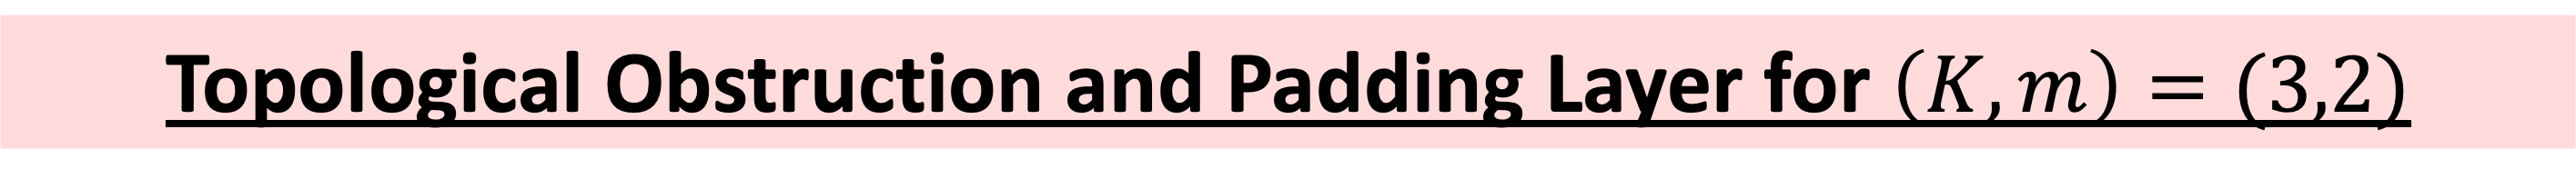 Topological Obstruction and Padding Layer for (K, m) = (3,2)